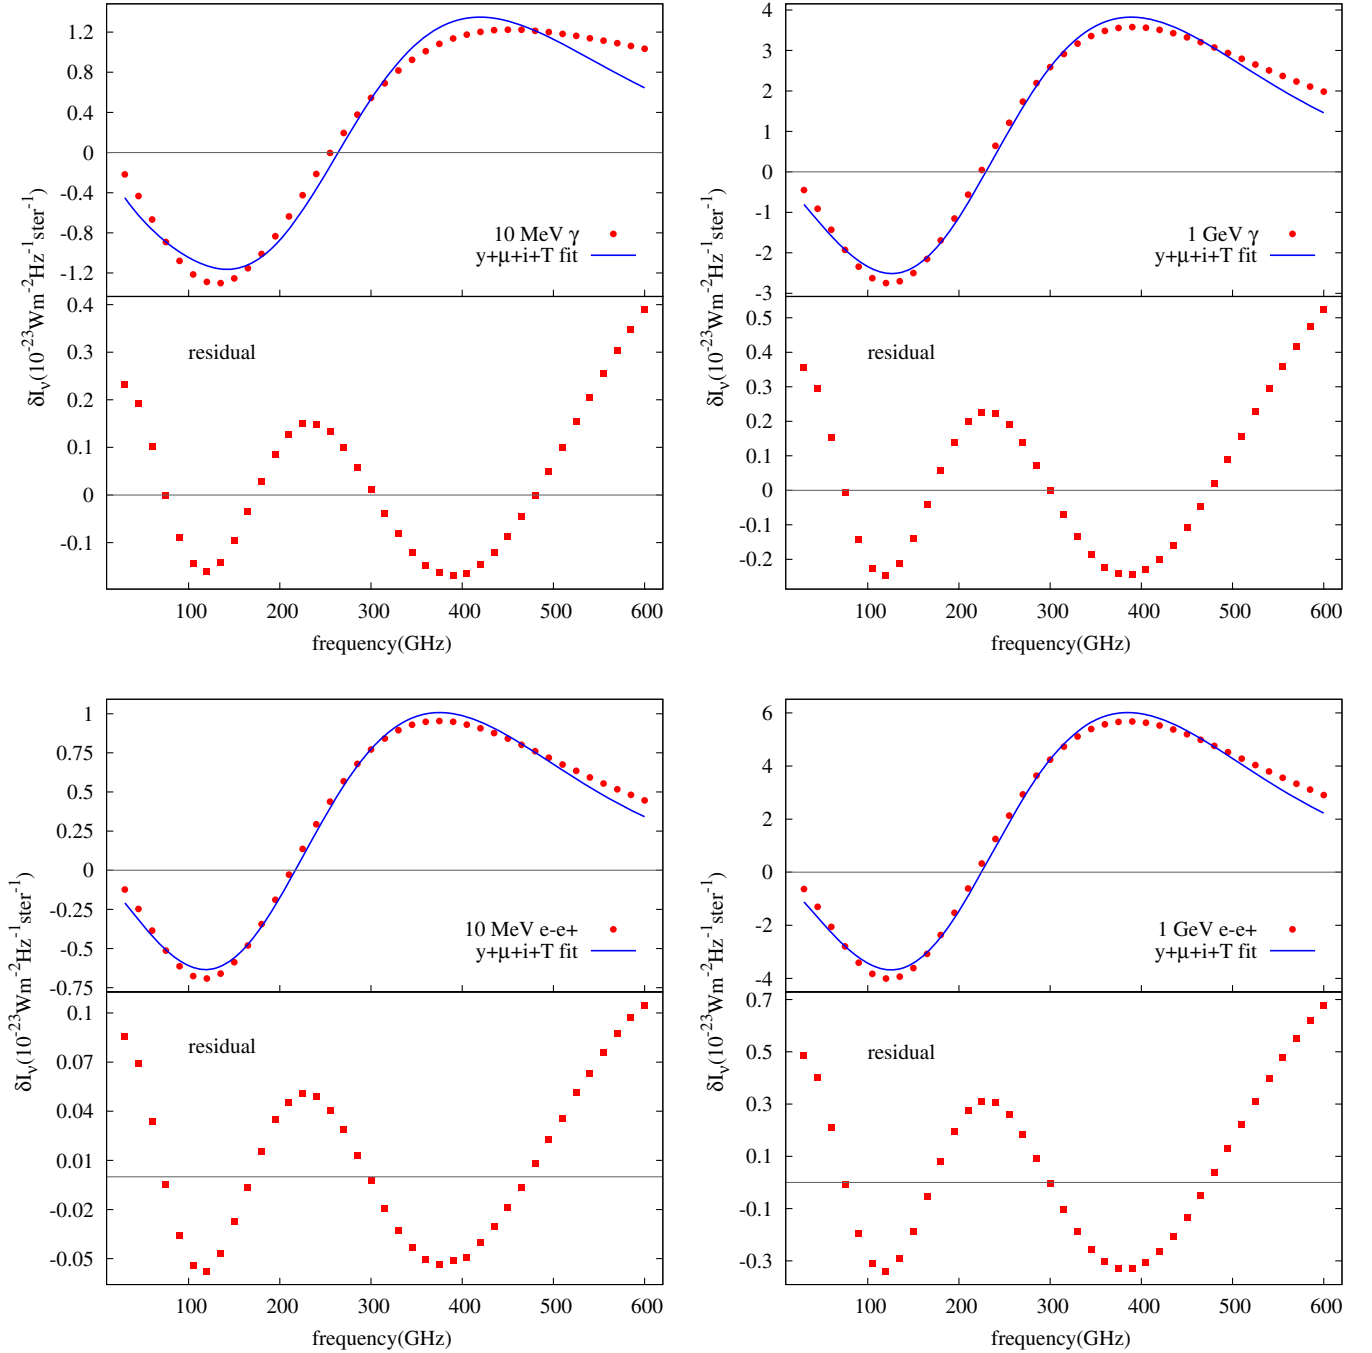 1.2
0.8
0.4
0
-0.4
-0.8
-1.2
10 MeV γ
y+μ+i+T fit
δIν(10-23Wm-2Hz-1ster-1)
0.4
0.3
0.2
0.1
0
-0.1
residual
100 200 300 400 500 600
frequency(GHz)
4
3
2
1
0
-1
-2
-3
1 GeV γ
y+μ+i+T fit
δIν(10-23Wm-2Hz-1ster-1)
0.5
0.4
0.3
0.2
0.1
0
-0.1
-0.2
residual
100 200 300 400 500 600
frequency(GHz)
1
0.75
0.5
0.25
0
-0.25
-0.5
-0.75
10 MeV e-e+
y+μ+i+T fit
δIν(10-23Wm-2Hz-1ster-1)
0.1
0.07
0.04
0.01
-0.02
-0.05
residual
100 200 300 400 500 600
frequency(GHz)
6
4
2
0
-2
-4
1 GeV e-e+
y+μ+i+T fit
δIν(10-23Wm-2Hz-1ster-1)
0.7
0.5
0.3
0.1
-0.1
-0.3
residual
100 200 300 400 500 600
frequency(GHz)